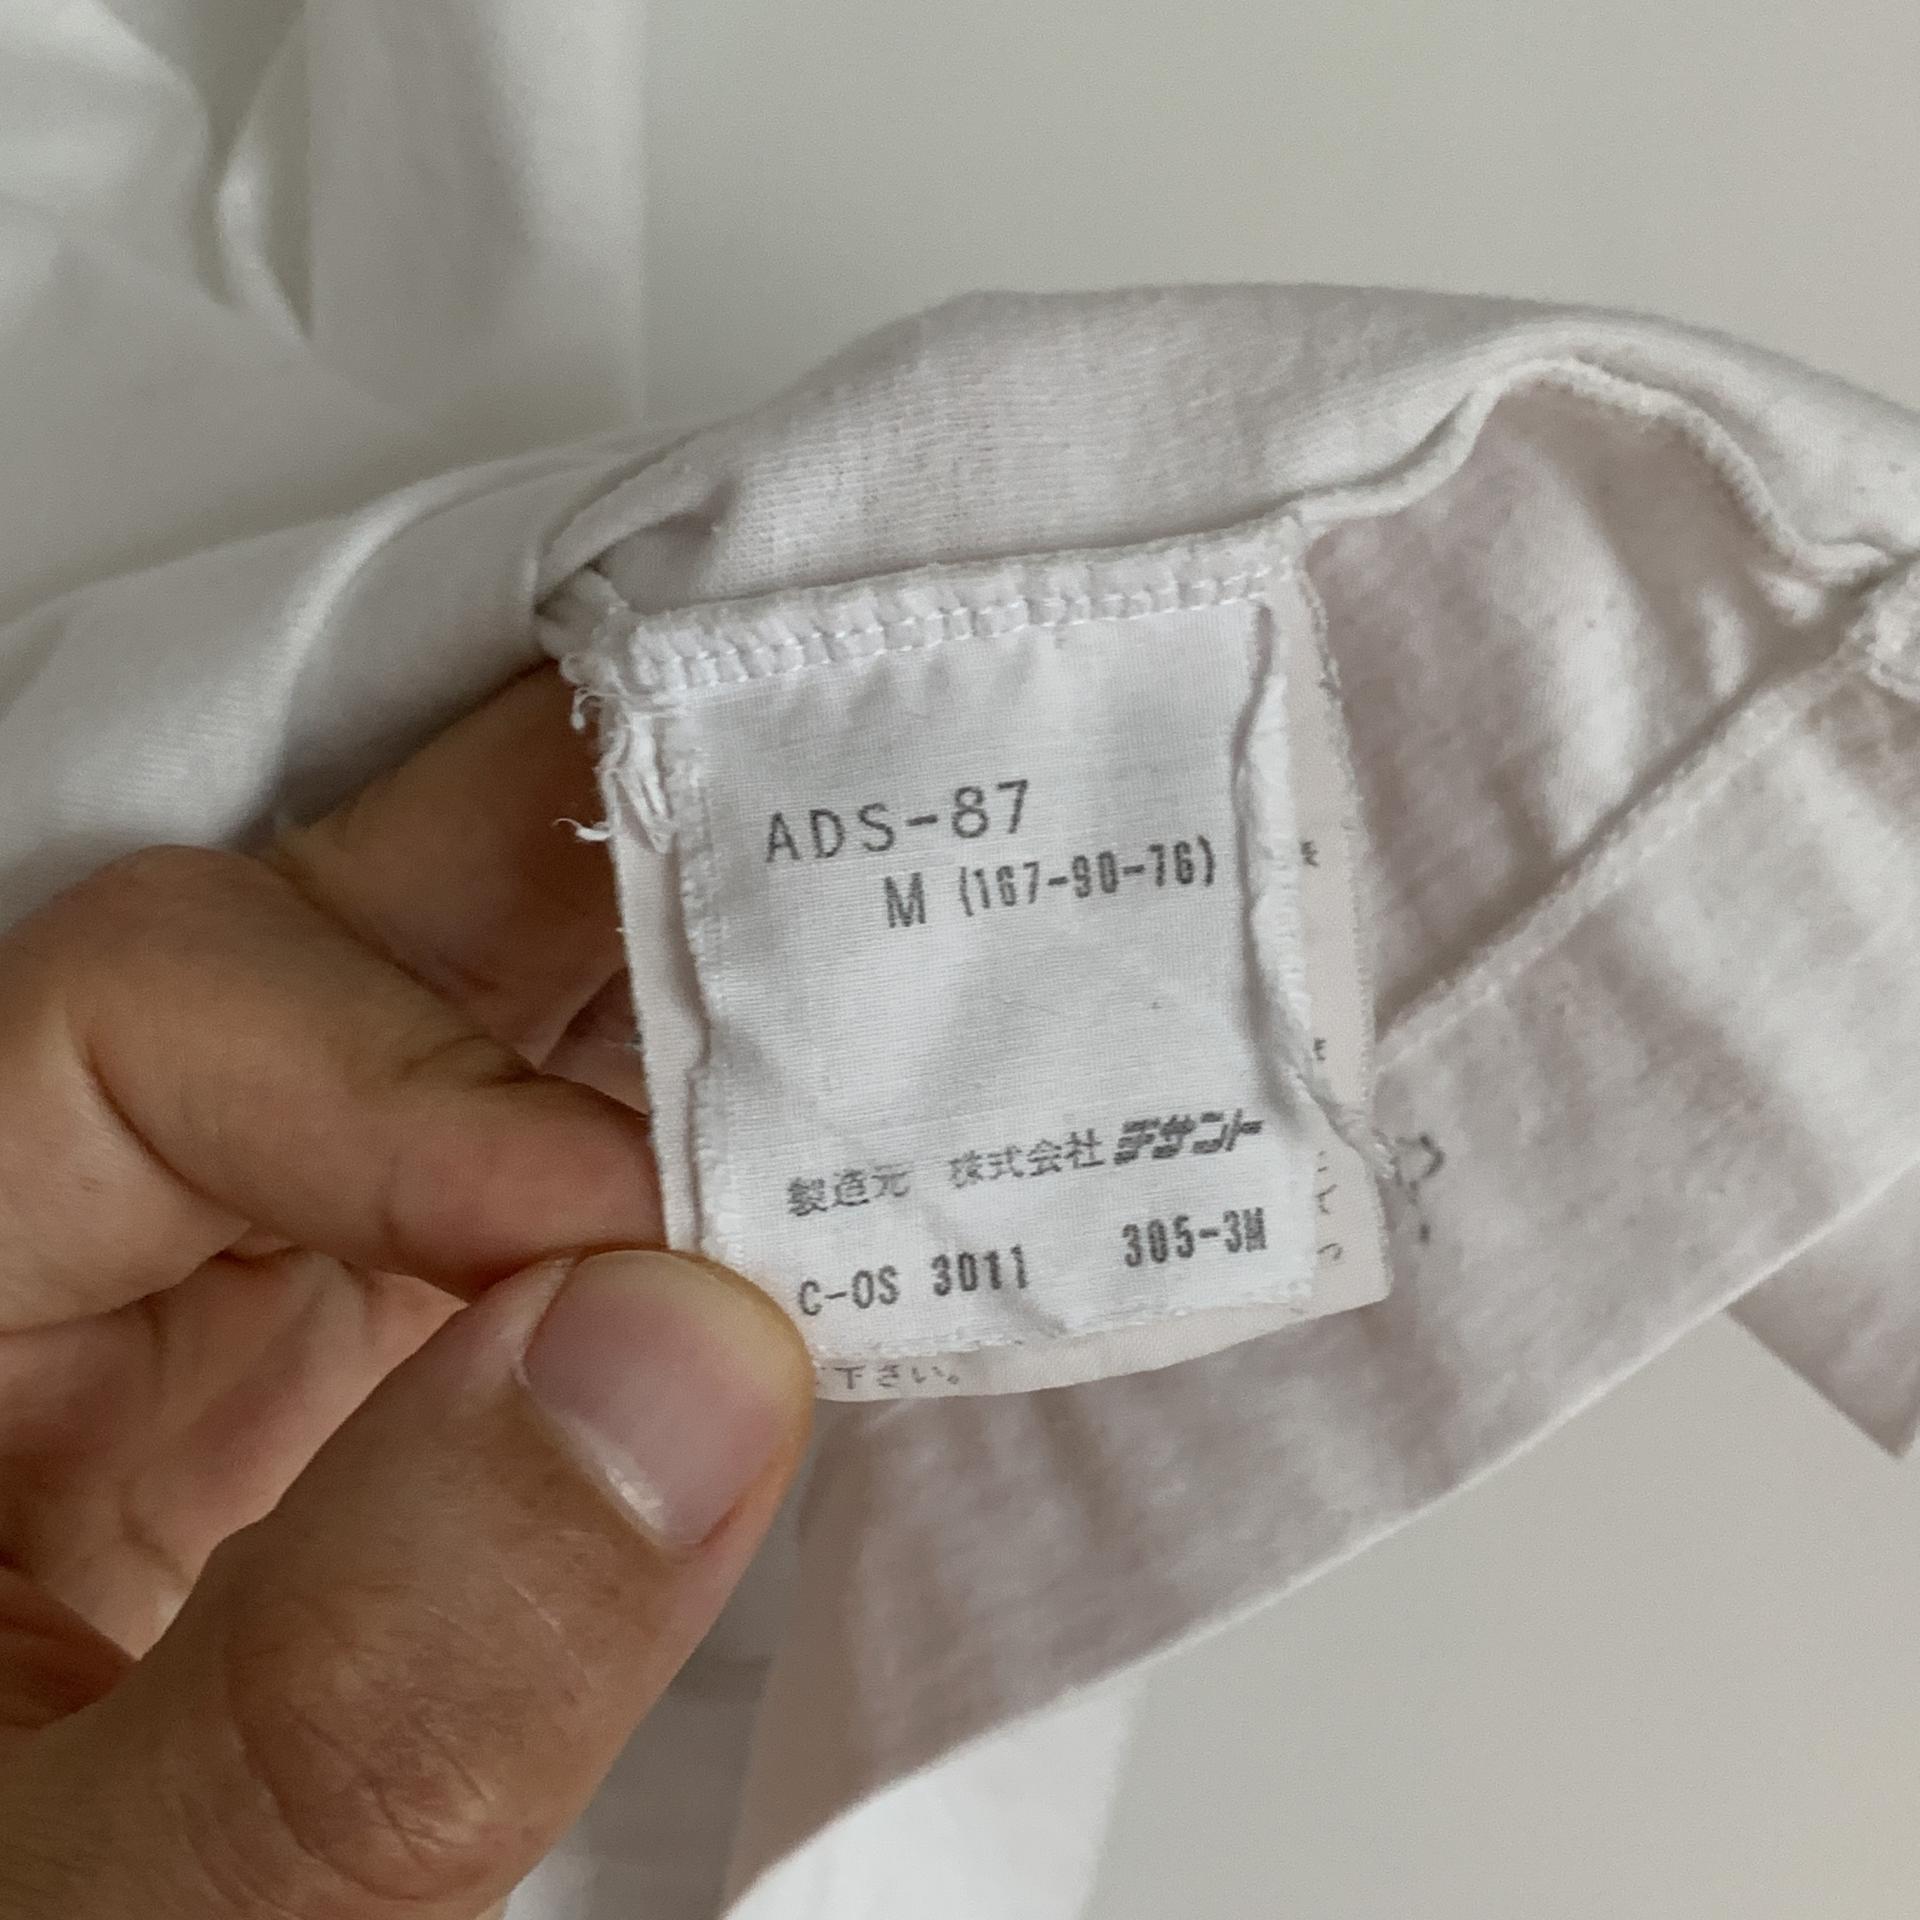 ADS-87
M (167-90-76)
製造元 株式会社デサント
C-OS 3011 305-3M
下さい。